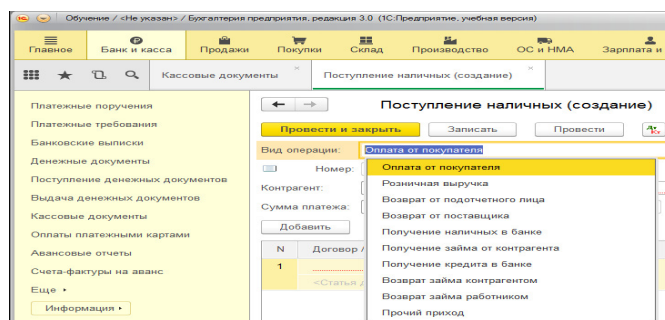 Обучение / <Не указан> / Бухгалтерия предприятия, редакция 3.0 (1С:Предприятие, учебная версия)
Главное Банк и касса Продажи Покупки Склад Производство ОС и НМА Зарплата и
Кассовые документы × Поступление наличных (создание) ×
Платежные поручения
Платежные требования
Банковские выписки
Денежные документы
Поступление денежных документов
Выдача денежных документов
Кассовые документы
Оплаты платежными картами
Авансовые отчеты
Счета-фактуры на аванс
Еще
Информация
Поступление наличных (создание)
Провести и закрыть Записать Провести Дт Кт
Вид операции: Оплата от покупателя
Номер:
Контрагент:
Сумма платежа:
Добавить
N Договор /
1
<Статья д
Оплата от покупателя
Розничная выручка
Возврат от подотчетного лица
Возврат от поставщика
Получение наличных в банке
Получение займа от контрагента
Получение кредита в банке
Возврат займа контрагентом
Возврат займа работником
Прочий приход